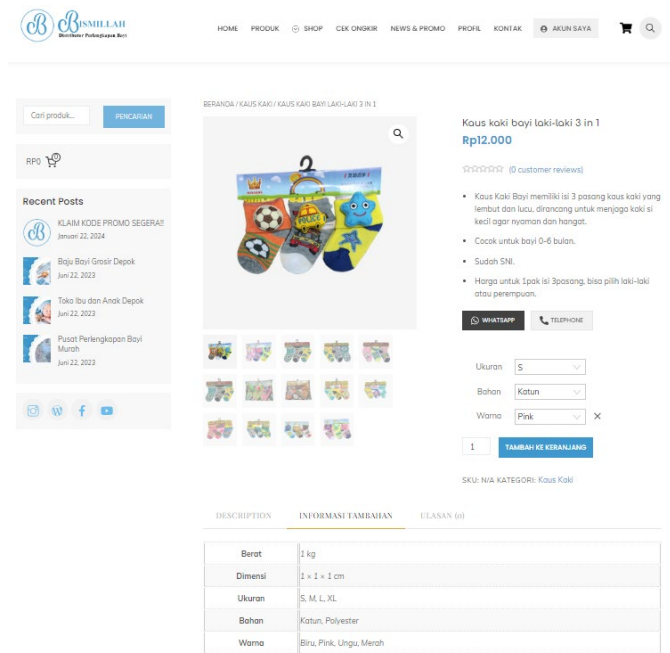 BISMILLAH
Distributor Perlengkapan Bayi
HOME PRODUK SHOP CEK ONGKIR NEWS & PROMO PROFIL KONTAK AKUN SAYA
Cari produk... PENCARIAN
RP0 0
Recent Posts
KLAIM KODE PROMO SEGERA!!
Januari 22, 2024
Baju Bayi Grosir Depok
Juni 22, 2023
Toko Ibu dan Anak Depok
Juni 22, 2023
Pusat Perlengkapan Bayi
Murah
Juni 22, 2023
BERANDA / KAUS KAKI / KAUS KAKI BAYI LAKI-LAKI 3 IN 1
POLICE
Kaus kaki bayi laki-laki 3 in 1
Rp12.000
(0 customer reviews)
Kaus Kaki Bayi memiliki isi 3 pasang kaus kaki yang
lembut dan lucu, dirancang untuk menjaga kaki si
kecil agar nyaman dan hangat.
Cocok untuk bayi 0-6 bulan.
Sudah SNI.
Harga untuk 1pak isi 3pasang, bisa pilih laki-laki
atau perempuan.
WHATSAPP TELEPHONE
Ukuran S
Bahan Katun
Warna Pink
1 TAMBAH KE KERANJANG
SKU: N/A KATEGORI: Kaus Kaki
DESCRIPTION INFORMASI TAMBAHAN ULASAN (0)
Berat 1 kg
Dimensi 1 × 1 × 1 cm
Ukuran S, M, L, XL
Bahan Katun, Polyester
Warna Biru, Pink, Ungu, Merah